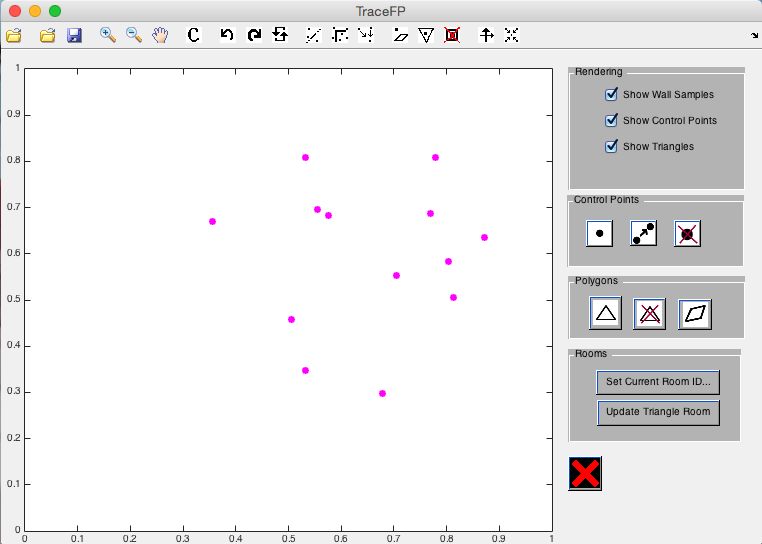 TraceFP
C
Rendering
Show Wall Samples
Show Control Points
Show Triangles
Control Points
Polygons
Rooms
Set Current Room ID...
Update Triangle Room
1
0.9
0.8
0.7
0.6
0.5
0.4
0.3
0.2
0.1
0
0 0.1 0.2 0.3 0.4 0.5 0.6 0.7 0.8 0.9 1